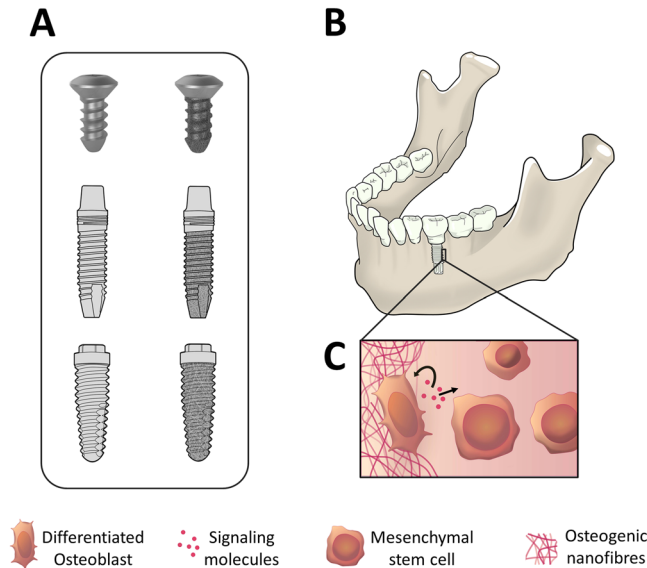 A
B
C
Differentiated
Osteoblast
Signaling
molecules
Mesenchymal
stem cell
Osteogenic
nanofibres